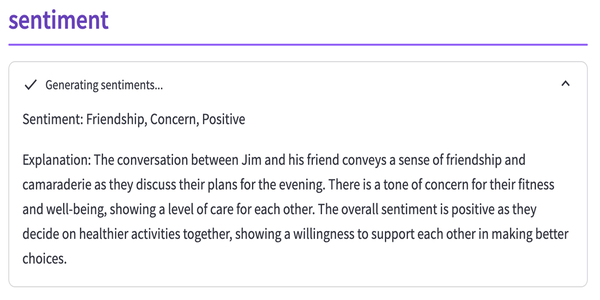 sentiment
Generating sentiments...
Sentiment: Friendship, Concern, Positive
Explanation: The conversation between Jim and his friend conveys a sense of friendship and
camaraderie as they discuss their plans for the evening. There is a tone of concern for their fitness
and well-being, showing a level of care for each other. The overall sentiment is positive as they
decide on healthier activities together, showing a willingness to support each other in making better
choices.